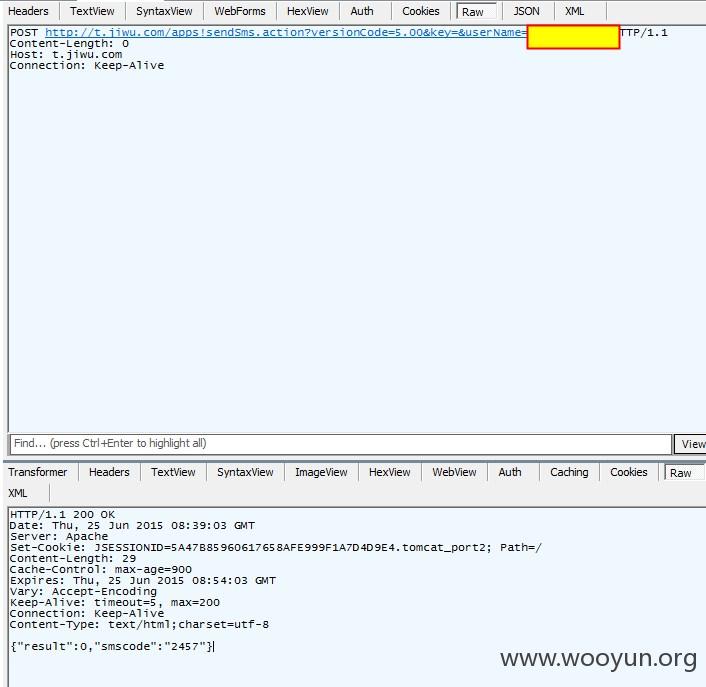 Headers TextView SyntaxView WebForms HexView Auth Cookies Raw JSON XML
POST http://t.jiwu.com/apps!sendSms.action?versionCode=5.00&key=&userName= TTP/1.1
Content-Length: 0
Host: t.jiwu.com
Connection: Keep-Alive
Find... (press Ctrl+Enter to highlight all) View
Transformer Headers TextView SyntaxView ImageView HexView WebView Auth Caching Cookies Raw
XML
HTTP/1.1 200 OK
Date: Thu, 25 Jun 2015 08:39:03 GMT
Server: Apache
Set-Cookie: JSESSIONID=5A47B85960617658AFE999F1A7D4D9E4.tomcat_port2; Path=/
Content-Length: 29
Cache-Control: max-age=900
Expires: Thu, 25 Jun 2015 08:54:03 GMT
Vary: Accept-Encoding
Keep-Alive: timeout=5, max=200
Connection: Keep-Alive
Content-Type: text/html;charset=utf-8
{"result":0,"smscode":"2457"}
www.wooyun.org